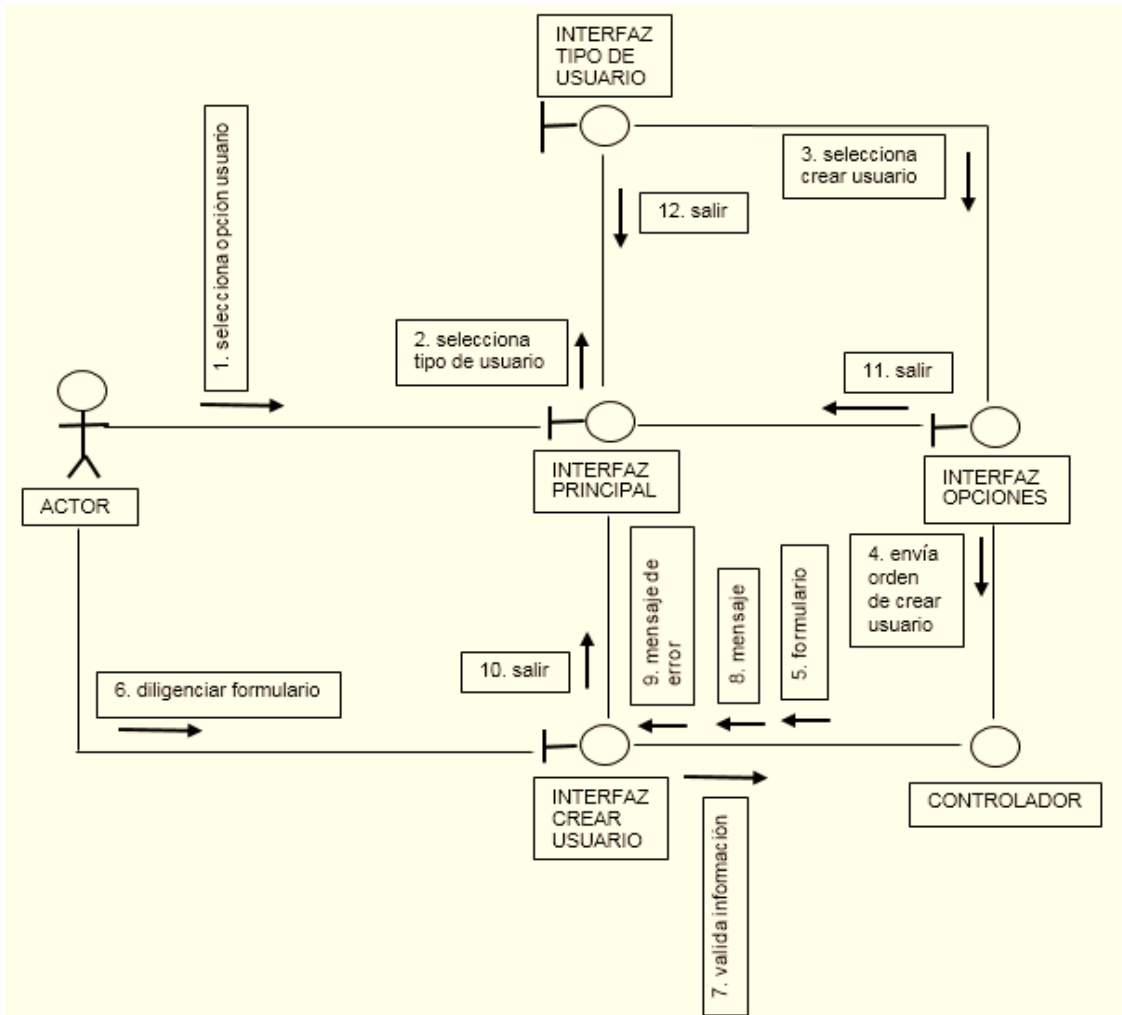 INTERFAZ
TIPO DE
USUARIO
1. selecciona opción usuario
3. selecciona
crear usuario
12. salir
2. selecciona
tipo de usuario
11. salir
ACTOR
INTERFAZ
PRINCIPAL
INTERFAZ
OPCIONES
4. envía
orden
de crear
usuario
9. mensaje de
error
8. mensaje
5. formulario
10. salir
6. diligenciar formulario
INTERFAZ
CREAR
USUARIO
CONTROLADOR
7. valida información